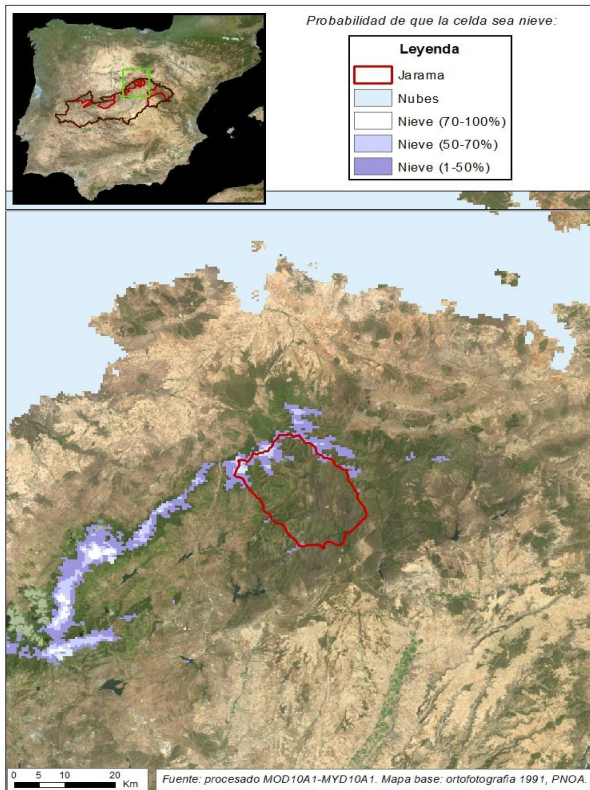 Probabilidad de que la celda sea nieve:
Leyenda
Jarama
Nubes
Nieve (70-100%)
Nieve (50-70%)
Nieve (1-50%)
0 5 10 20
Km
Fuente: procesado MOD10A1-MYD10A1. Mapa base: ortofotografia 1991, PNOA.